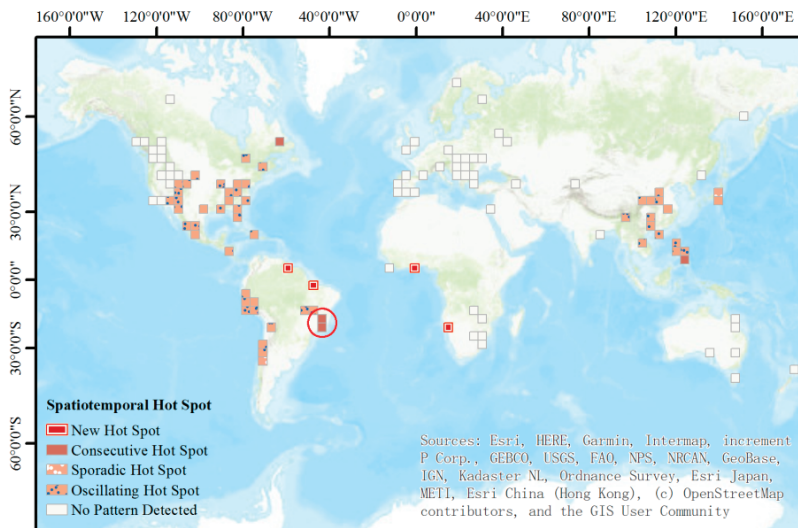 160°0'0"W 120°0'0"W 80°0'0"W 40°0'0"W 0°0'0" 40°0'0"E 80°0'0"E 120°0'0"E 160°0'0"E
60°0'0"N
30°0'0"N
0°0'0"
30°0'0"S
60°0'0"S
Spatiotemporal Hot Spot
New Hot Spot
Consecutive Hot Spot
Sporadic Hot Spot
Oscillating Hot Spot
No Pattern Detected
Sources: Esri, HERE, Garmin, Intermap, increment
P Corp., GEBCO, USGS, FAO, NPS, NRCAN, GeoBase,
IGN, Kadaster NL, Ordnance Survey, Esri Japan,
METI, Esri China (Hong Kong), (c) OpenStreetMap
contributors, and the GIS User Community